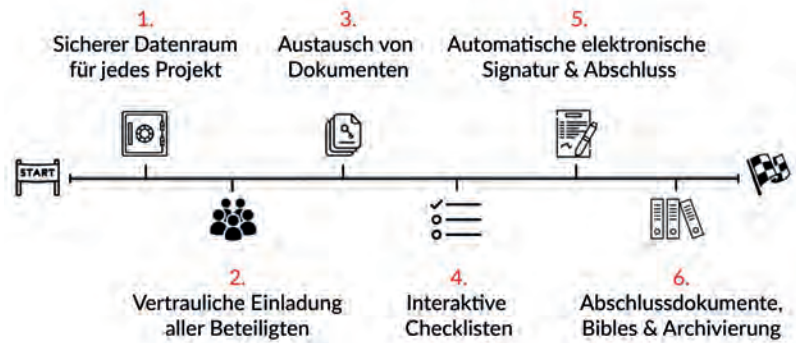 1.
Sicherer Datenraum
für jedes Projekt
3.
Austausch von
Dokumenten
5.
Automatische elektronische
Signatur & Abschluss
START
2.
Vertrauliche Einladung
aller Beteiligten
4.
Interaktive
Checklisten
6.
Abschlussdokumente,
Bibles & Archivierung